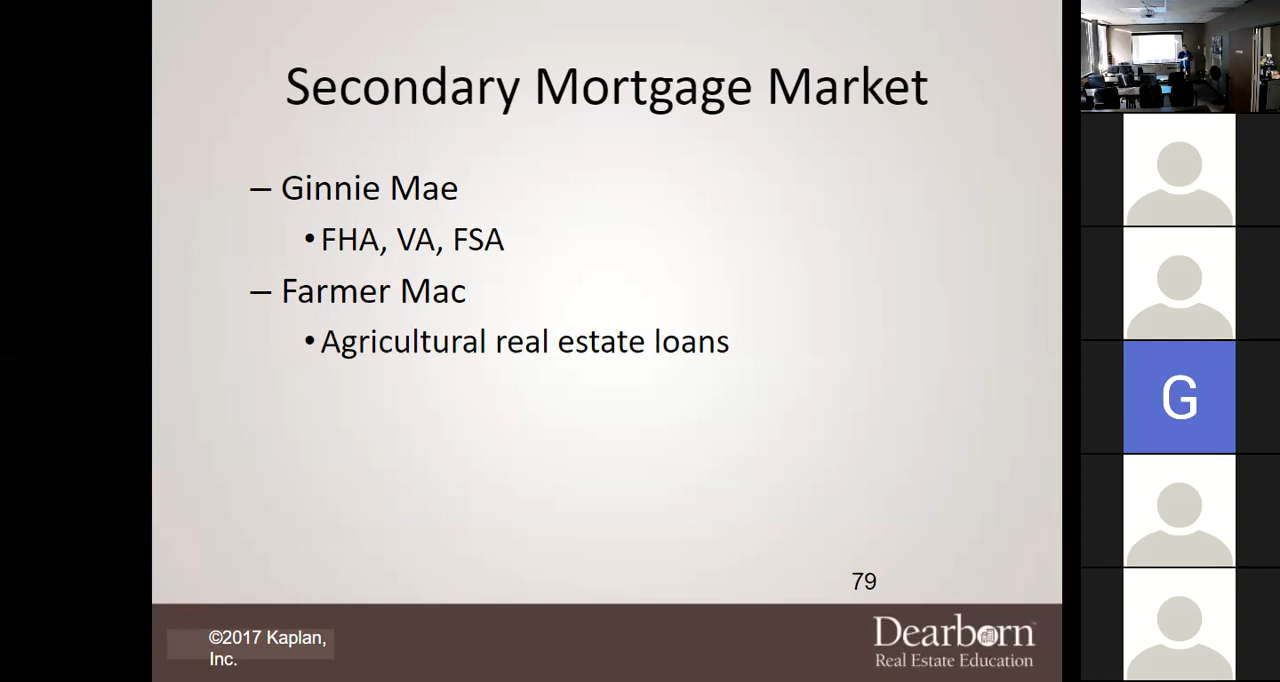 Secondary Mortgage Market
– Ginnie Mae
• FHA, VA, FSA
– Farmer Mac
• Agricultural real estate loans
79
©2017 Kaplan,
Inc.
Dearborn™
Real Estate Education
G